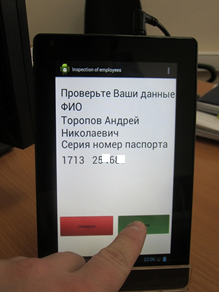 Inspection of employees
Проверьте Ваши данные
ФИО
Торопов Андрей
Николаевич
Серия номер паспорта
1713